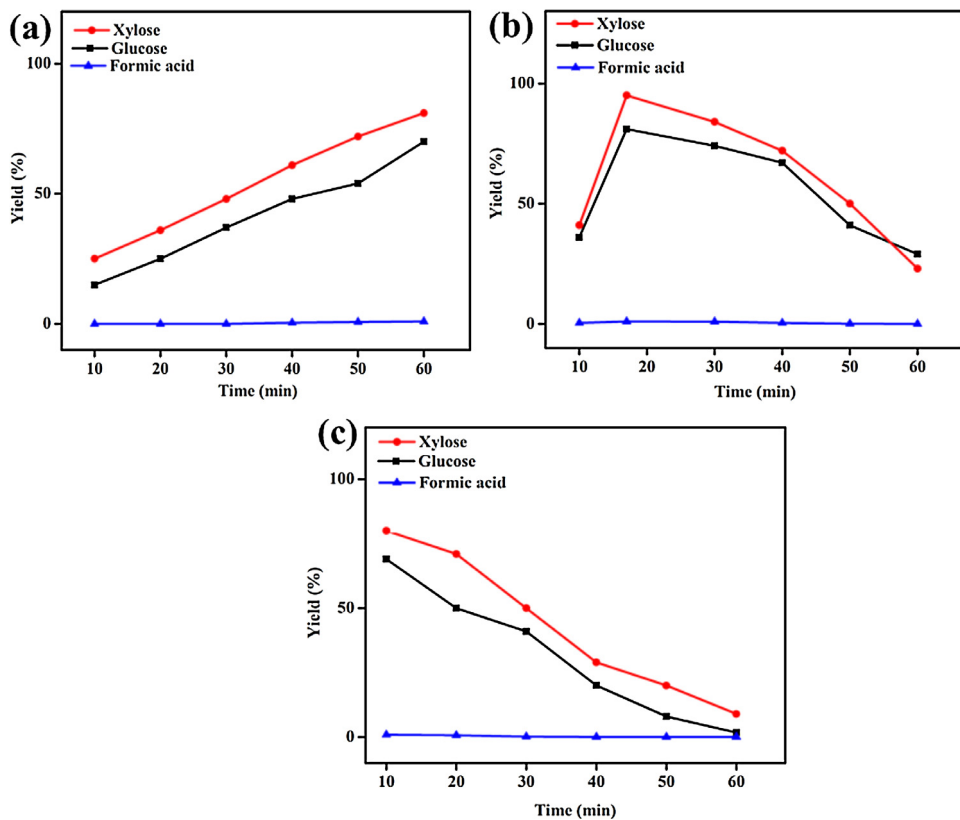 (a)
Xylose
Glucose
Formic acid
100
50
0
Yield (%)
10 20 30 40 50 60
Time (min)
(b)
Xylose
Glucose
Formic acid
100
50
0
Yield (%)
10 20 30 40 50 60
Time (min)
(c)
Xylose
Glucose
Formic acid
100
50
0
Yield (%)
10 20 30 40 50 60
Time (min)